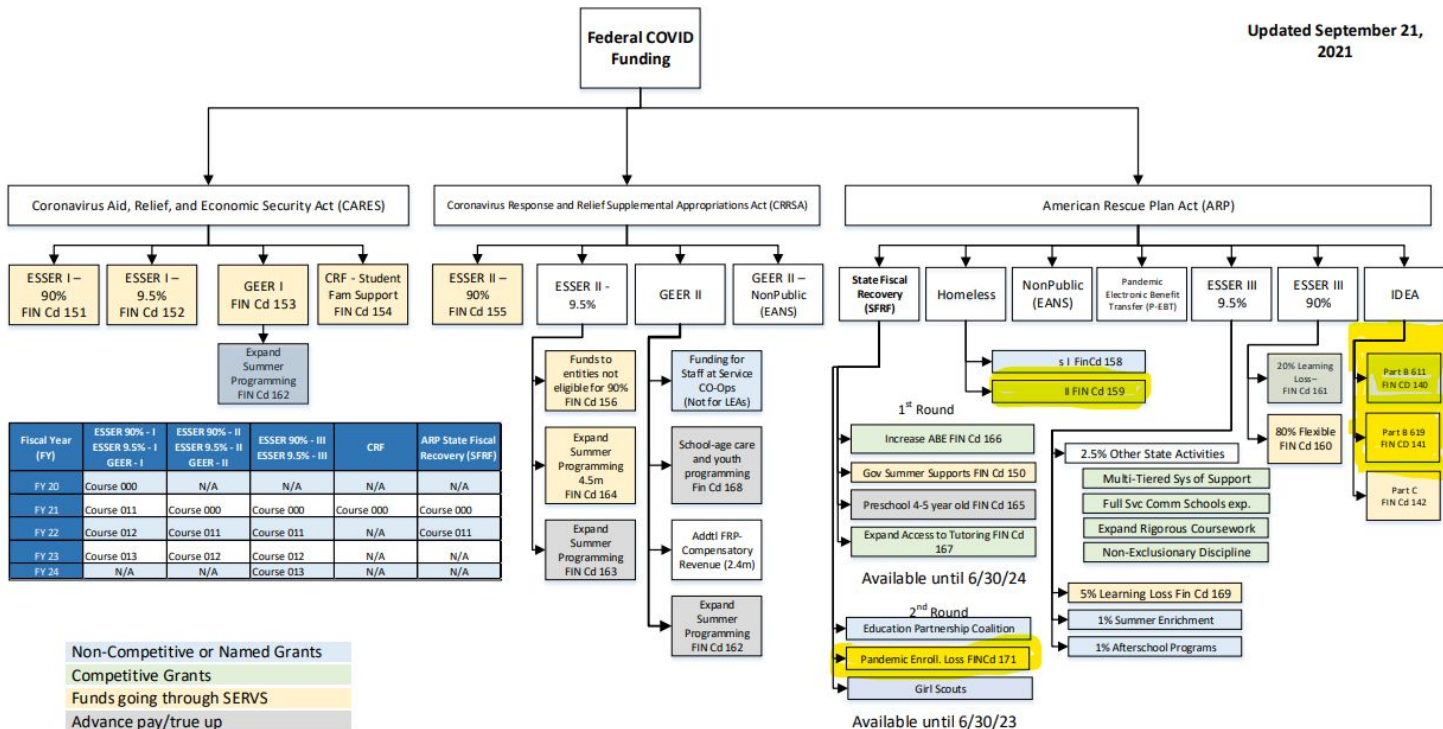 Federal COVID
Funding
Updated September 21,
2021
Coronavirus Aid, Relief, and Economic Security Act (CARES)
Coronavirus Response and Relief Supplemental Appropriations Act (CRRSA)
American Rescue Plan Act (ARP)
ESSER I –
90%
FIN Cd 151
ESSER I –
9.5%
FIN Cd 152
GEER I
FIN Cd 153
CRF - Student
Fam Support
FIN Cd 154
Expand
Summer
Programming
FIN Cd 162
ESSER II –
90%
FIN Cd 155
ESSER II -
9.5%
GEER II
GEER II –
NonPublic
(EANS)
Funds to
entities not
eligible for 90%
FIN Cd 156
Expand
Summer
Programming
4.5m
FIN Cd 164
Expand
Summer
Programming
FIN Cd 163
Funding for
Staff at Service
CO-Ops
(Not for LEAs)
School-age care
and youth
programming
Fin Cd 168
Addtl FRP-
Compensatory
Revenue (2.4m)
Expand
Summer
Programming
FIN Cd 162
State Fiscal
Recovery
(SFRF)
Homeless
NonPublic
(EANS)
Pandemic
Electronic Benefit
Transfer (P-EBT)
ESSER III
9.5%
ESSER III
90%
IDEA
s I FinCd 158
II FIN Cd 159
1st Round
Increase ABE FIN Cd 166
Gov Summer Supports FIN Cd 150
Preschool 4-5 year old FIN Cd 165
Expand Access to Tutoring FIN Cd
167
Available until 6/30/24
2nd Round
Education Partnership Coalition
Pandemic Enroll. Loss FINCd 171
Girl Scouts
Available until 6/30/23
2.5% Other State Activities
Multi-Tiered Sys of Support
Full Svc Comm Schools exp.
Expand Rigorous Coursework
Non-Exclusionary Discipline
5% Learning Loss Fin Cd 169
1% Summer Enrichment
1% Afterschool Programs
20% Learning
Loss–
FIN Cd 161
80% Flexible
FIN Cd 160
Part B 611
FIN CD 140
Part B 619
FIN CD 141
Part C
FIN Cd 142
Fiscal Year (FY) ESSER 90% - I ESSER 9.5% - I GEER - I ESSER 90% - II ESSER 9.5% - II GEER - II ESSER 90% - III ESSER 9.5% - III CRF ARP State Fiscal Recovery (SFRF)
FY 20 Course 000 N/A N/A N/A N/A
FY 21 Course 011 Course 000 Course 000 Course 000 Course 000
FY 22 Course 012 Course 011 Course 011 N/A Course 011
FY 23 Course 013 Course 012 Course 012 N/A N/A
FY 24 N/A N/A Course 013 N/A N/A
Non-Competitive or Named Grants
Competitive Grants
Funds going through SERVS
Advance pay/true up